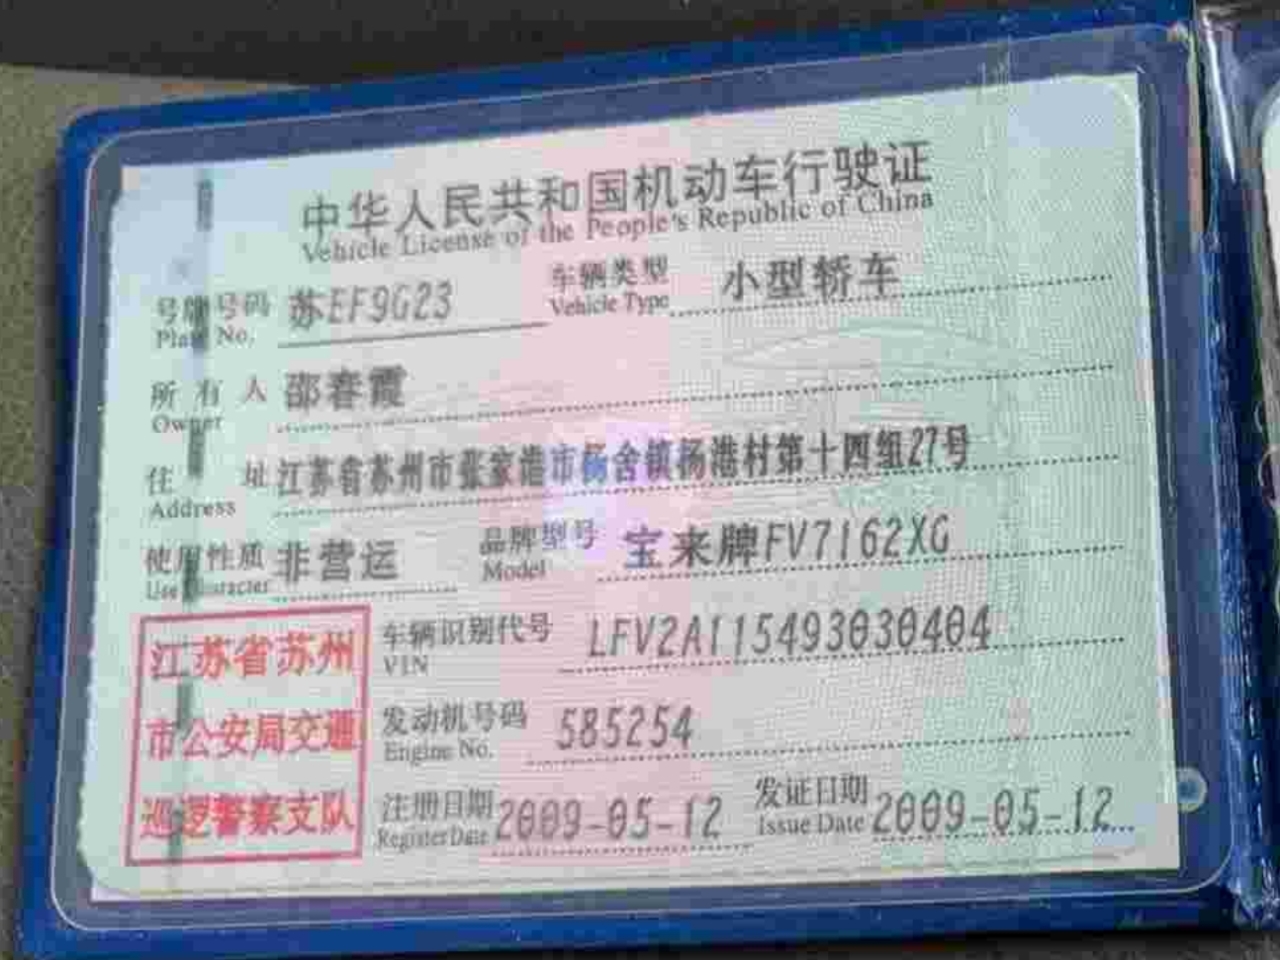 中华人民共和国机动车行驶证
Vehicle License of the People's Republic of China
号牌号码 苏EF9G23 车辆类型 小型轿车
Plate No. Vehicle Type
所有人 邵春霞
Owner
住址 江苏省苏州市张家港市杨舍镇杨港村第十四组27号
Address
使用性质 非营运 品牌型号 宝来牌FV7162XG
Use Character Model
车辆识别代号 LFV2A115493030404
VIN
发动机号码 585254
Engine No.
注册日期 2009-05-12 发证日期 2009-05-12
Register Date Issue Date
江苏省苏州
市公安局交通
巡逻警察支队